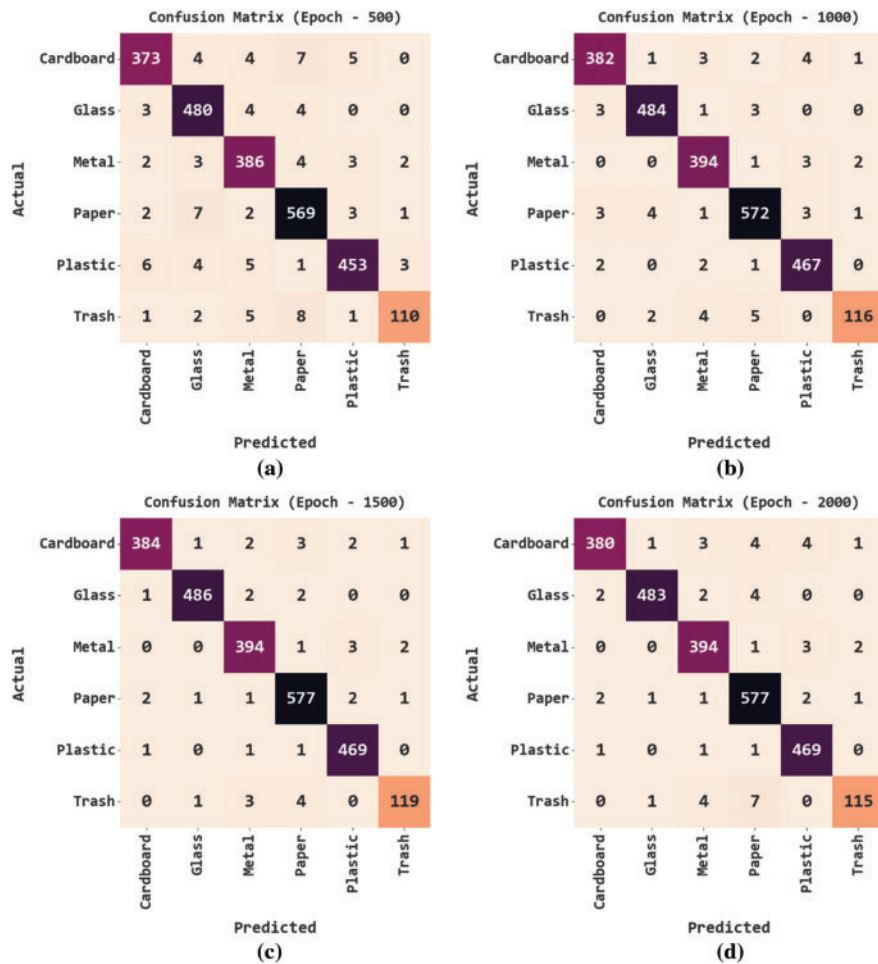 Confusion Matrix (Epoch - 500)
Actual
Cardboard 373 4 4 7 5 0
Glass 3 480 4 4 0 0
Metal 2 3 386 4 3 2
Paper 2 7 2 569 3 1
Plastic 6 4 5 1 453 3
Trash 1 2 5 8 1 110
Cardboard Glass Metal Paper Plastic Trash
Predicted
(a)
Confusion Matrix (Epoch - 1000)
Actual
Cardboard 382 1 3 2 4 1
Glass 3 484 1 3 0 0
Metal 0 0 394 1 3 2
Paper 3 4 1 572 3 1
Plastic 2 0 2 1 467 0
Trash 0 2 4 5 0 116
Cardboard Glass Metal Paper Plastic Trash
Predicted
(b)
Confusion Matrix (Epoch - 1500)
Actual
Cardboard 384 1 2 3 2 1
Glass 1 486 2 2 0 0
Metal 0 0 394 1 3 2
Paper 2 1 1 577 2 1
Plastic 1 0 1 1 469 0
Trash 0 1 3 4 0 119
Cardboard Glass Metal Paper Plastic Trash
Predicted
(c)
Confusion Matrix (Epoch - 2000)
Actual
Cardboard 380 1 3 4 4 1
Glass 2 483 2 4 0 0
Metal 0 0 394 1 3 2
Paper 2 1 1 577 2 1
Plastic 1 0 1 1 469 0
Trash 0 1 4 7 0 115
Cardboard Glass Metal Paper Plastic Trash
Predicted
(d)